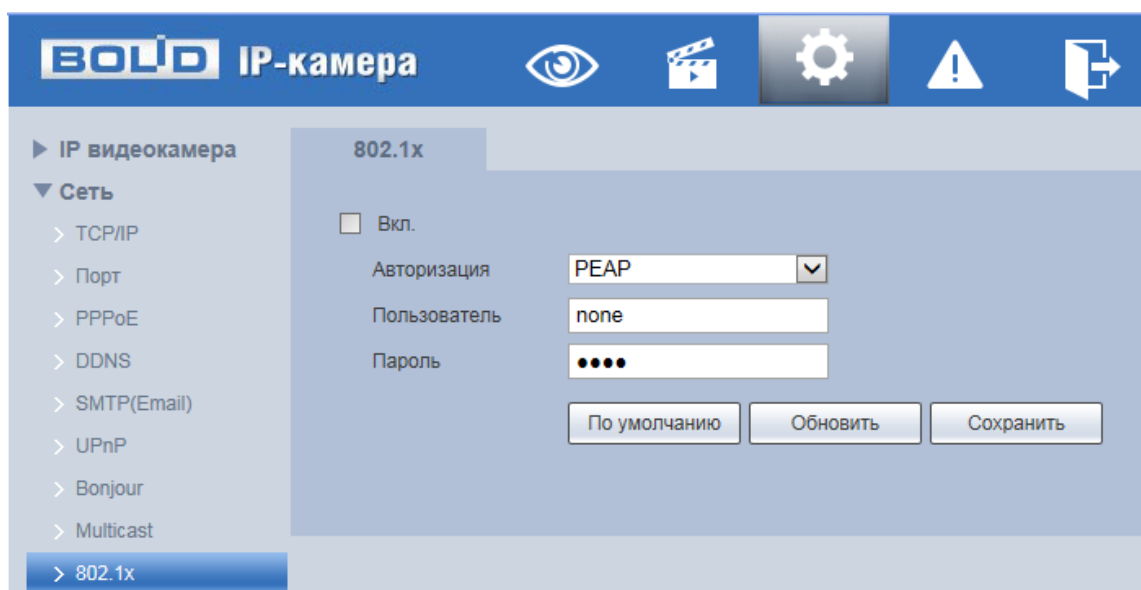 BOLID IP-камера
IP видеокамера
Сеть
TCP/IP
Порт
PPPoE
DDNS
SMTP(Email)
UPnP
Bonjour
Multicast
802.1x
802.1x
Вкл.
Авторизация PEAP
Пользователь none
Пароль ●●●●
По умолчанию Обновить Сохранить